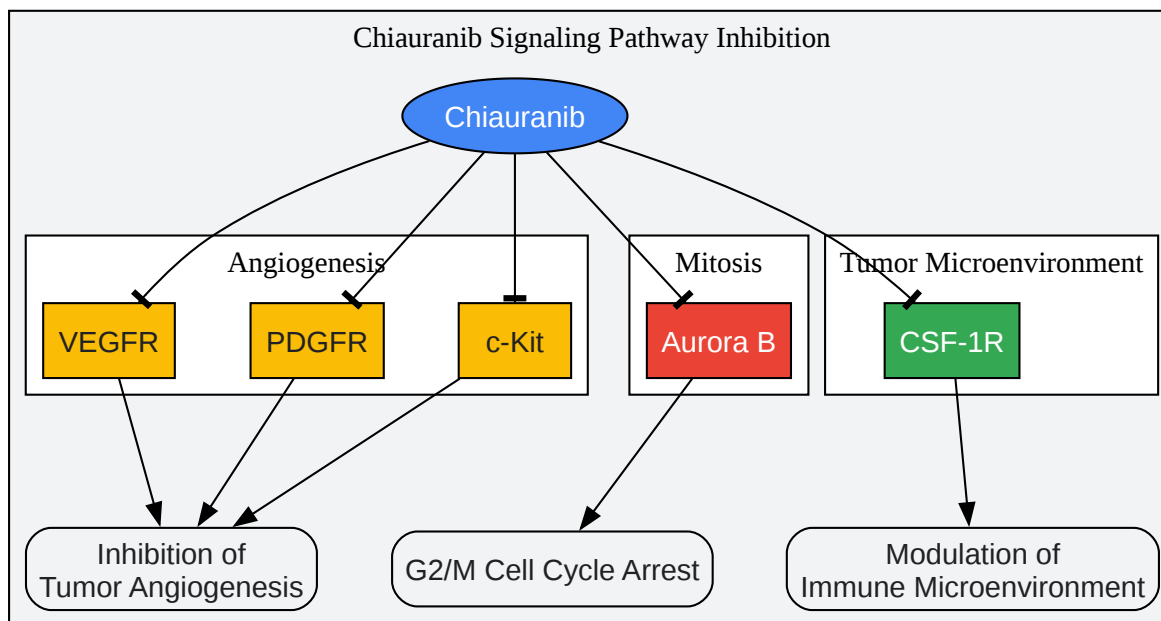 Chiauranib Signaling Pathway Inhibition
Chiauranib
Angiogenesis
Mitosis
Tumor Microenvironment
VEGFR
PDGFR
c-Kit
Aurora B
CSF-1R
Inhibition of
Tumor Angiogenesis
G2/M Cell Cycle Arrest
Modulation of
Immune Microenvironment